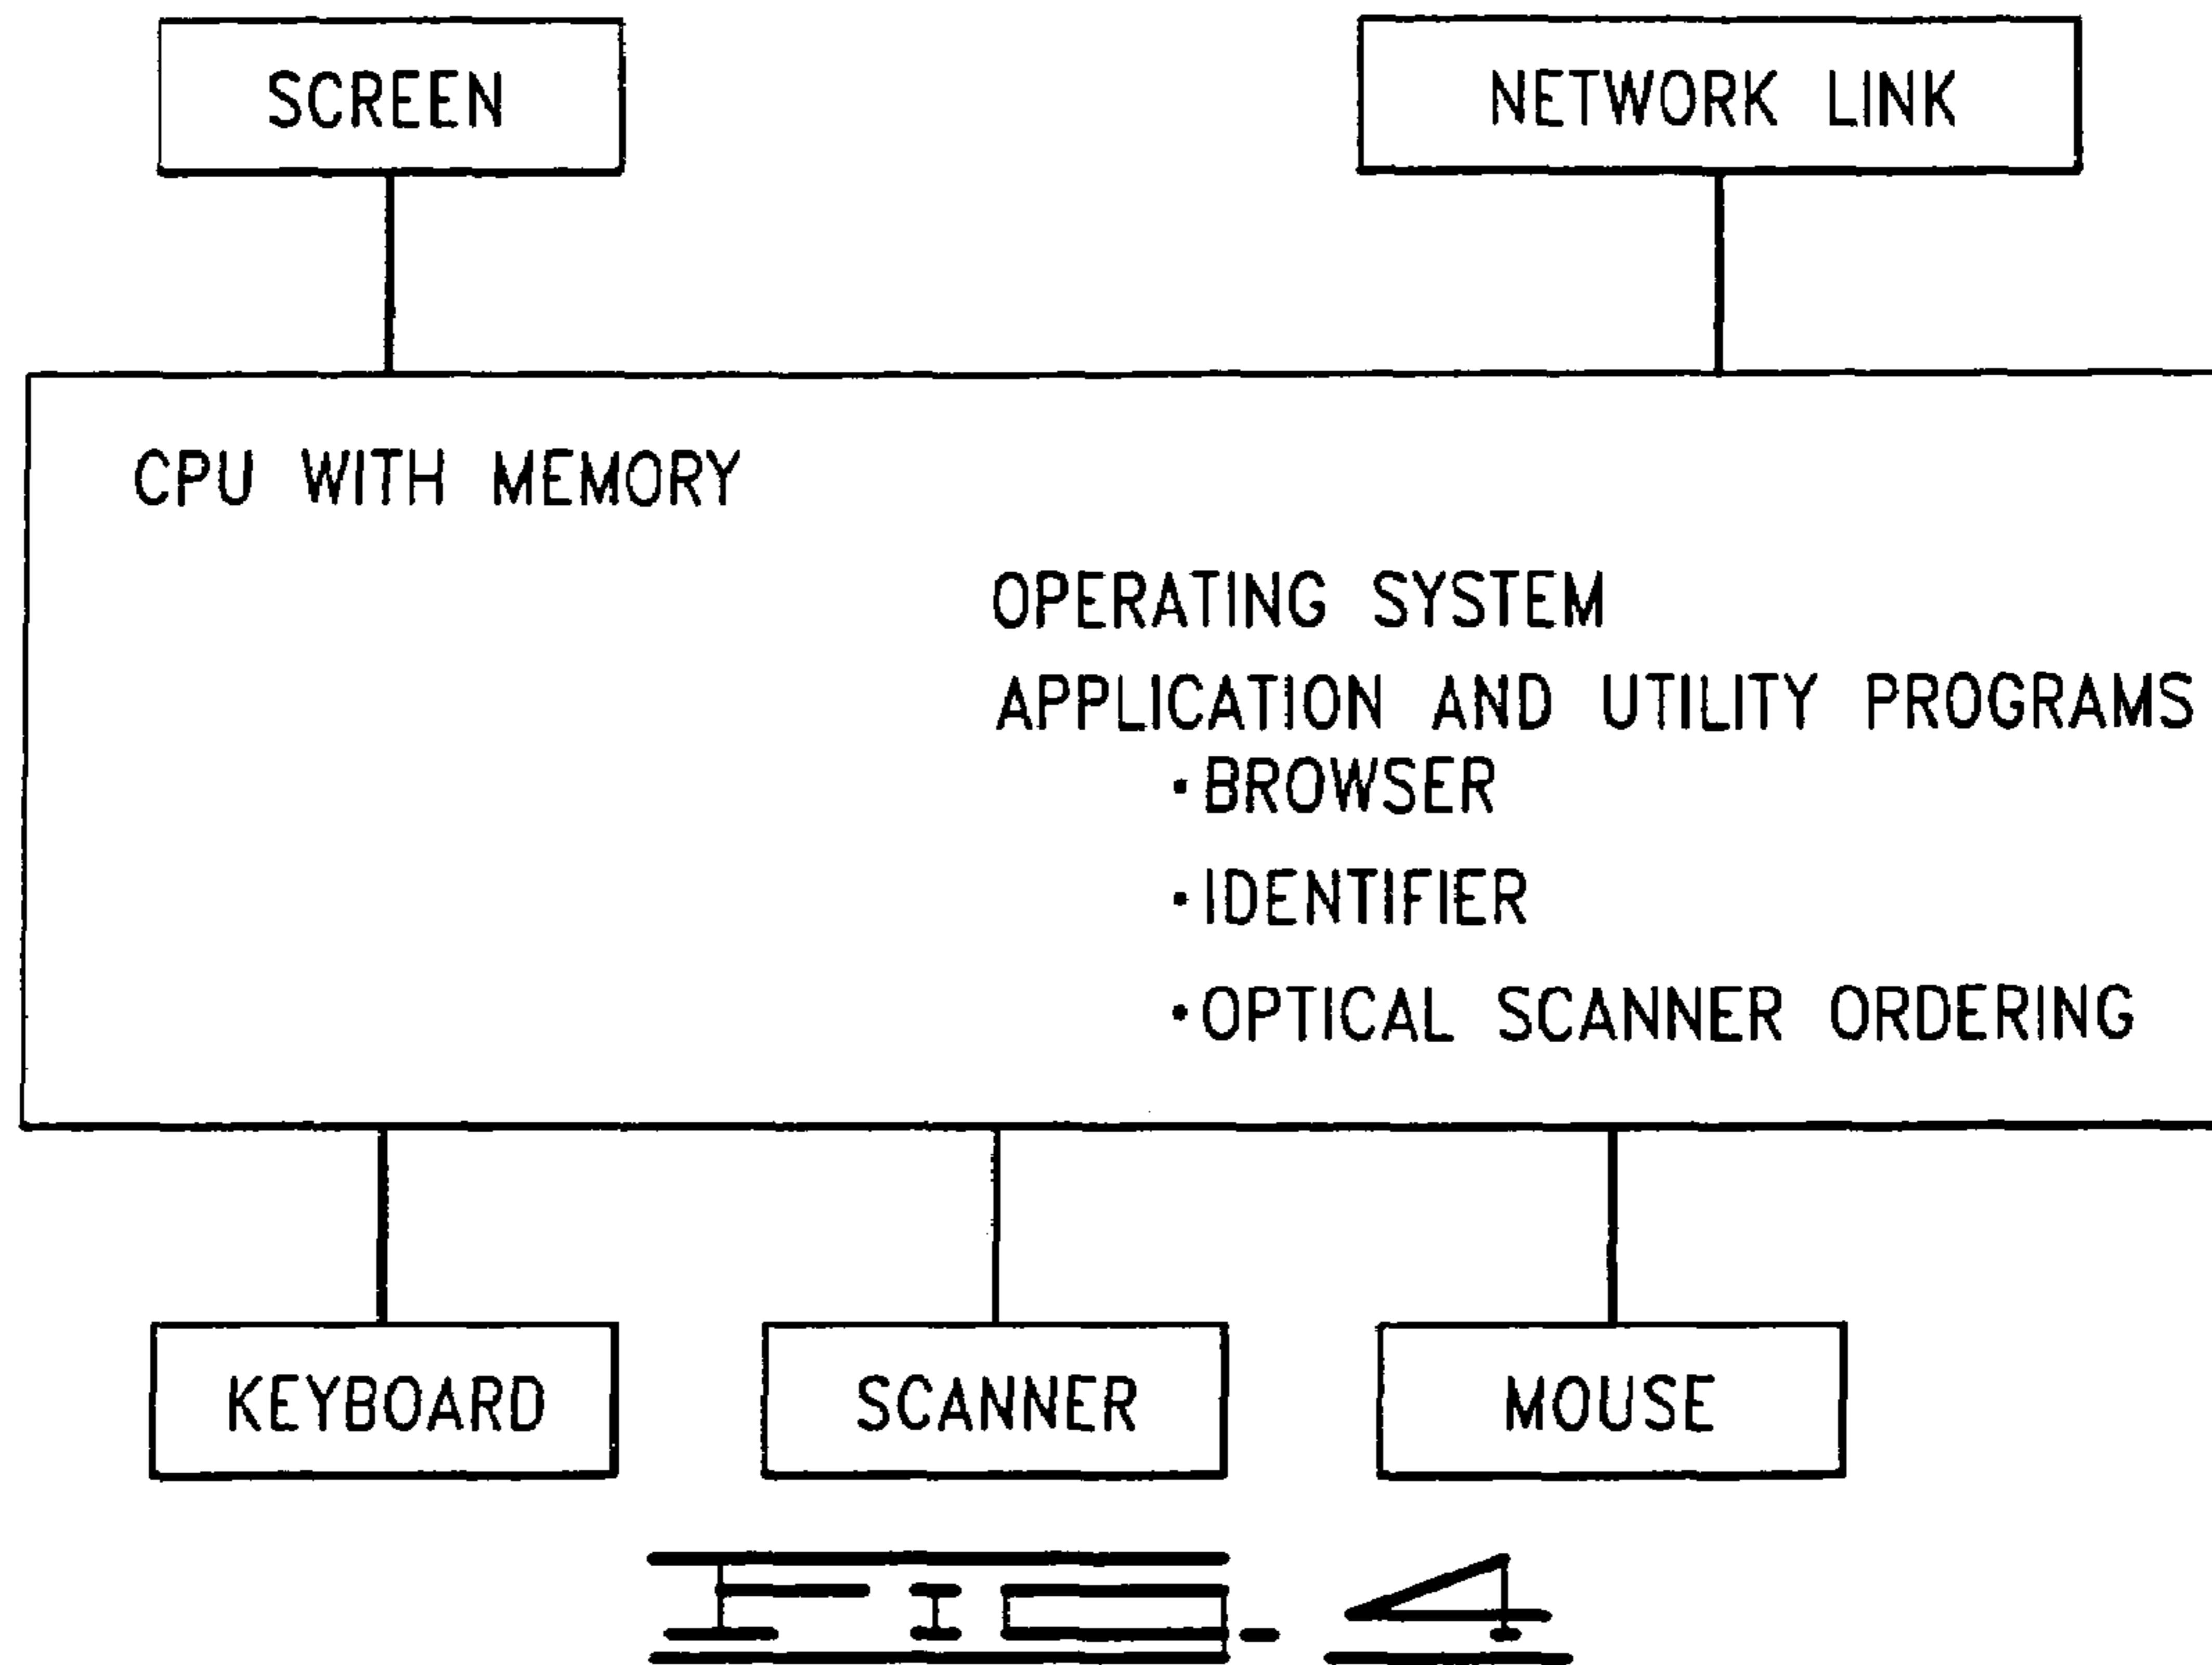 SCREEN
NETWORK LINK
CPU WITH MEMORY
OPERATING SYSTEM
APPLICATION AND UTILITY PROGRAMS
•BROWSER
•IDENTIFIER
•OPTICAL SCANNER ORDERING
KEYBOARD
SCANNER
MOUSE
FIG- 4